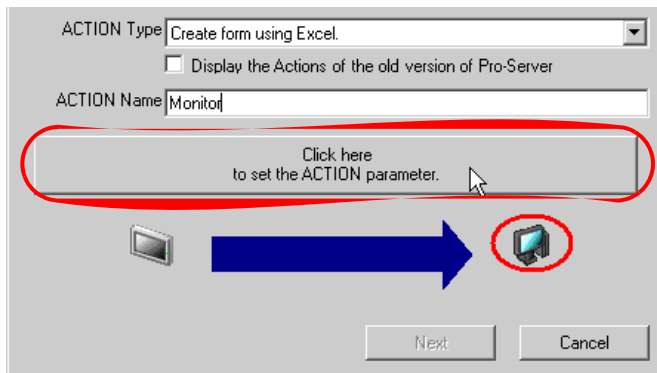 ACTION Type Create form using Excel.
Display the Actions of the old version of Pro-Server
ACTION Name Monitor
Click here
to set the ACTION parameter.
Next Cancel